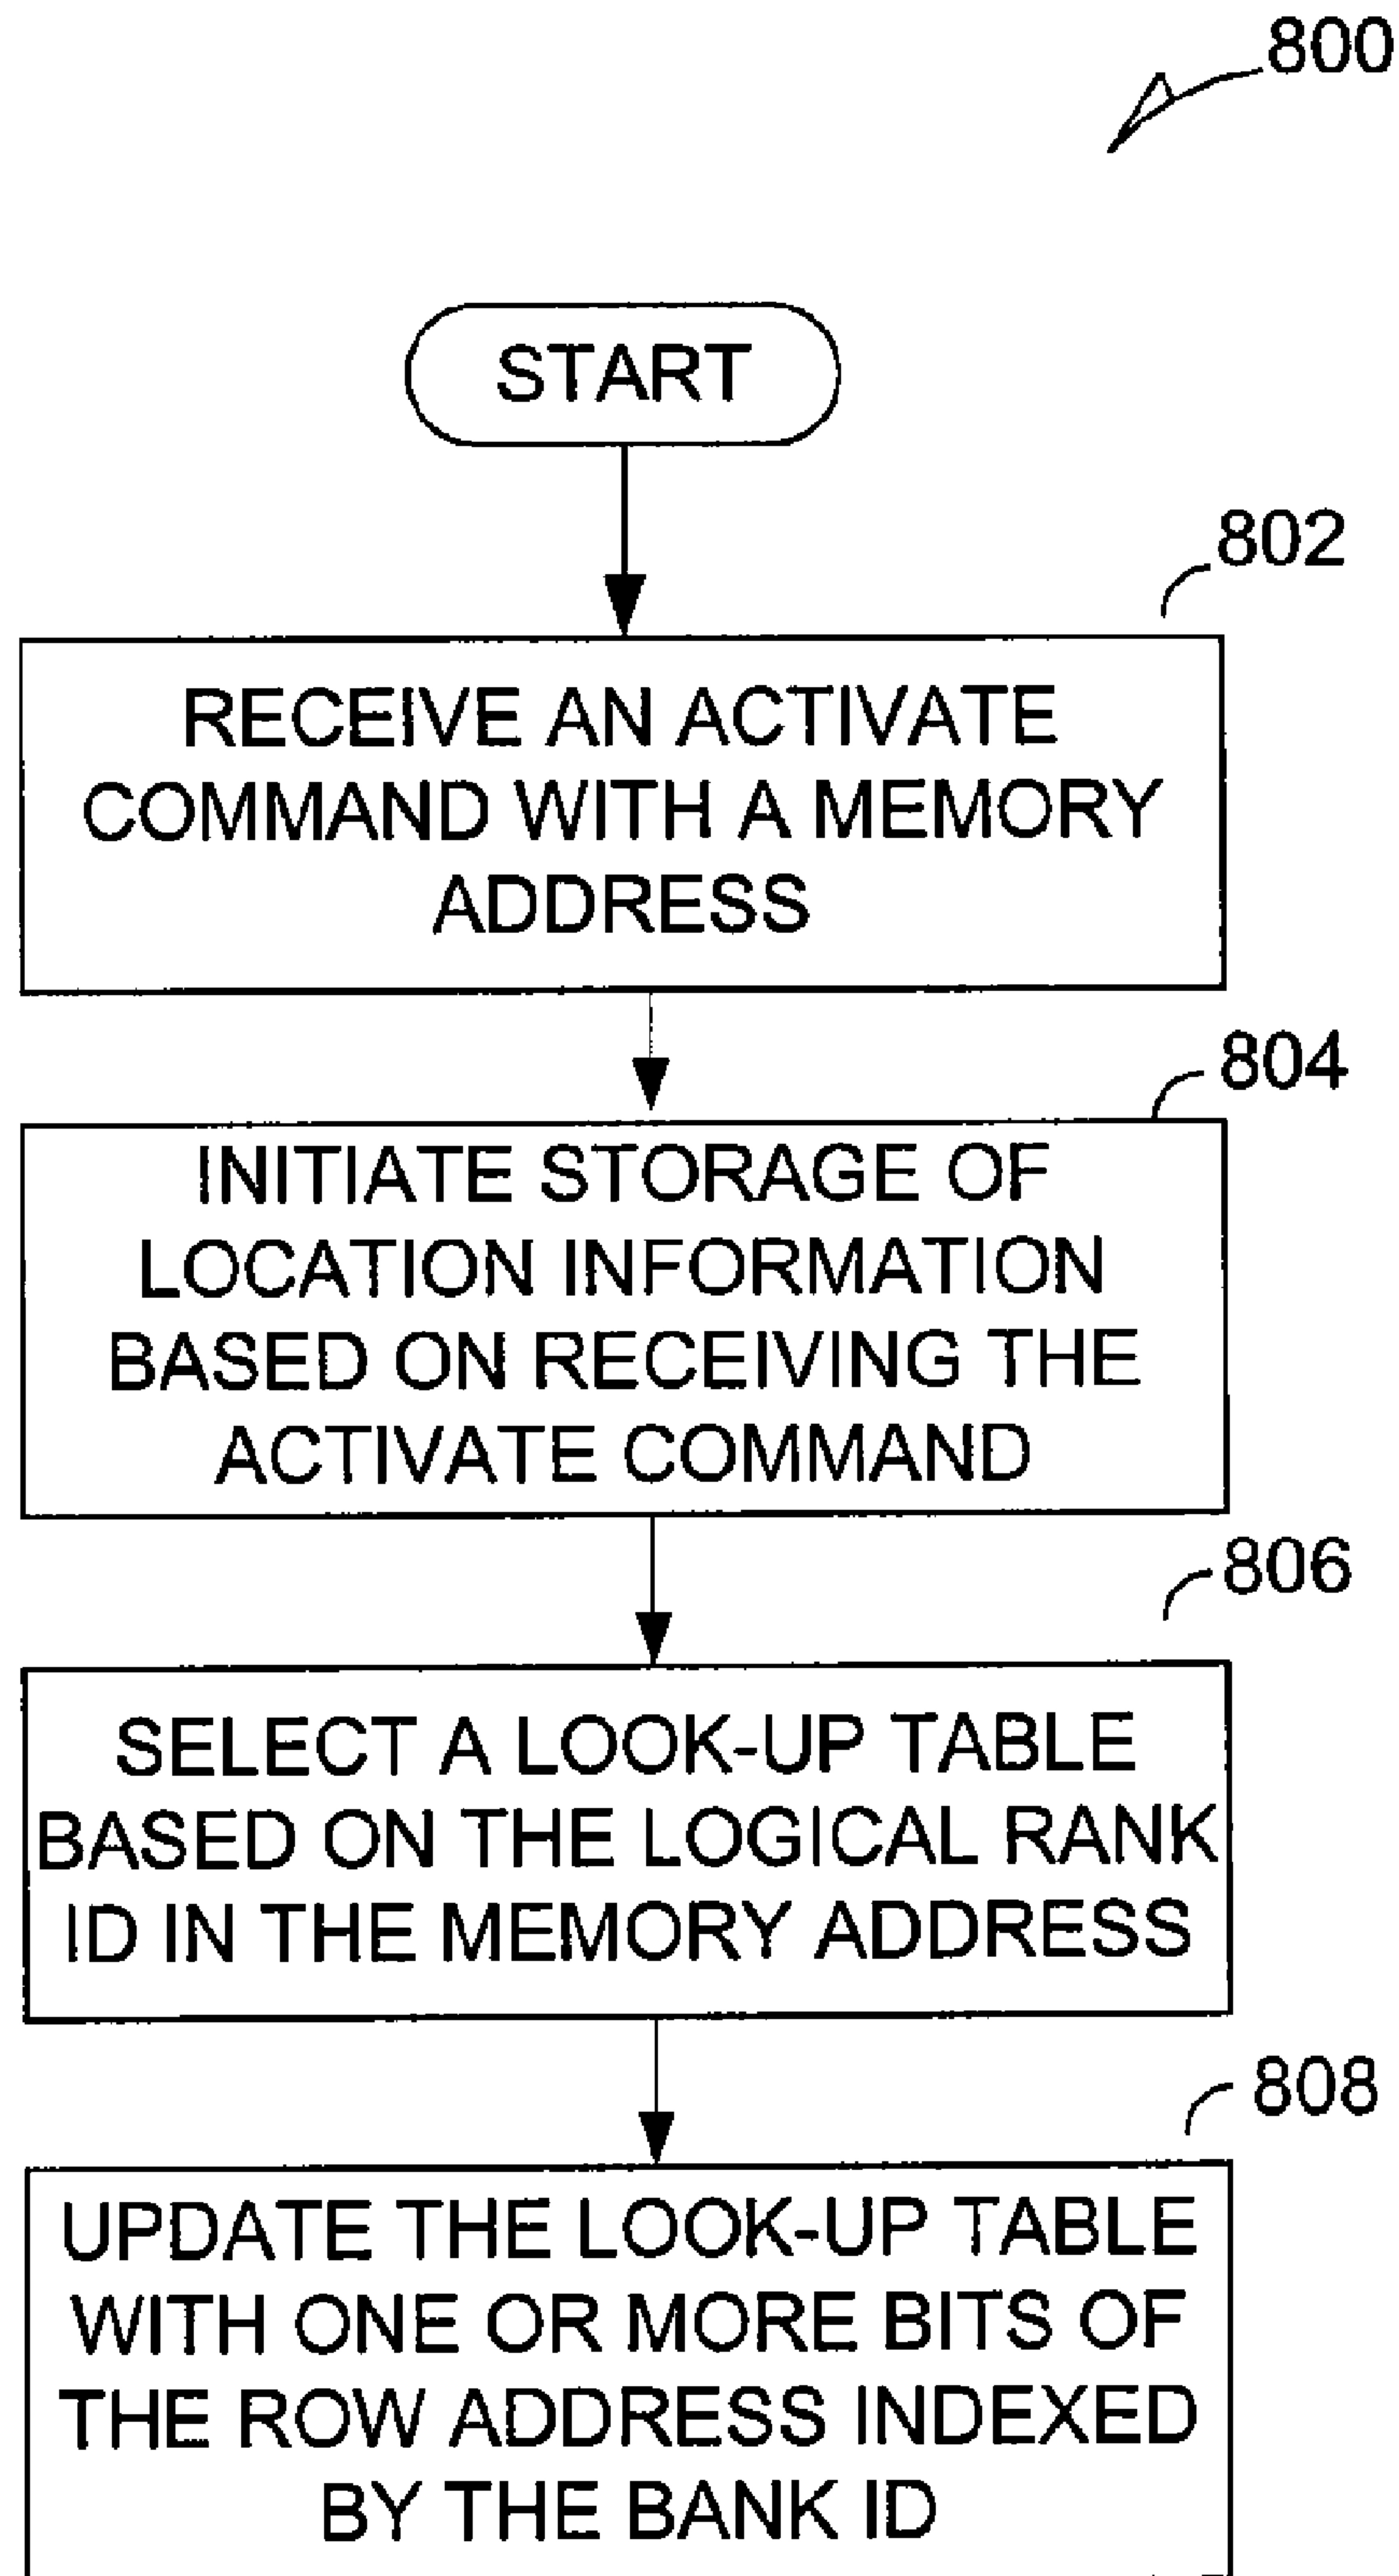 800
START
802
RECEIVE AN ACTIVATE
COMMAND WITH A MEMORY
ADDRESS
804
INITIATE STORAGE OF
LOCATION INFORMATION
BASED ON RECEIVING THE
ACTIVATE COMMAND
806
SELECT A LOOK-UP TABLE
BASED ON THE LOGICAL RANK
ID IN THE MEMORY ADDRESS
808
UPDATE THE LOOK-UP TABLE
WITH ONE OR MORE BITS OF
THE ROW ADDRESS INDEXED
BY THE BANK ID